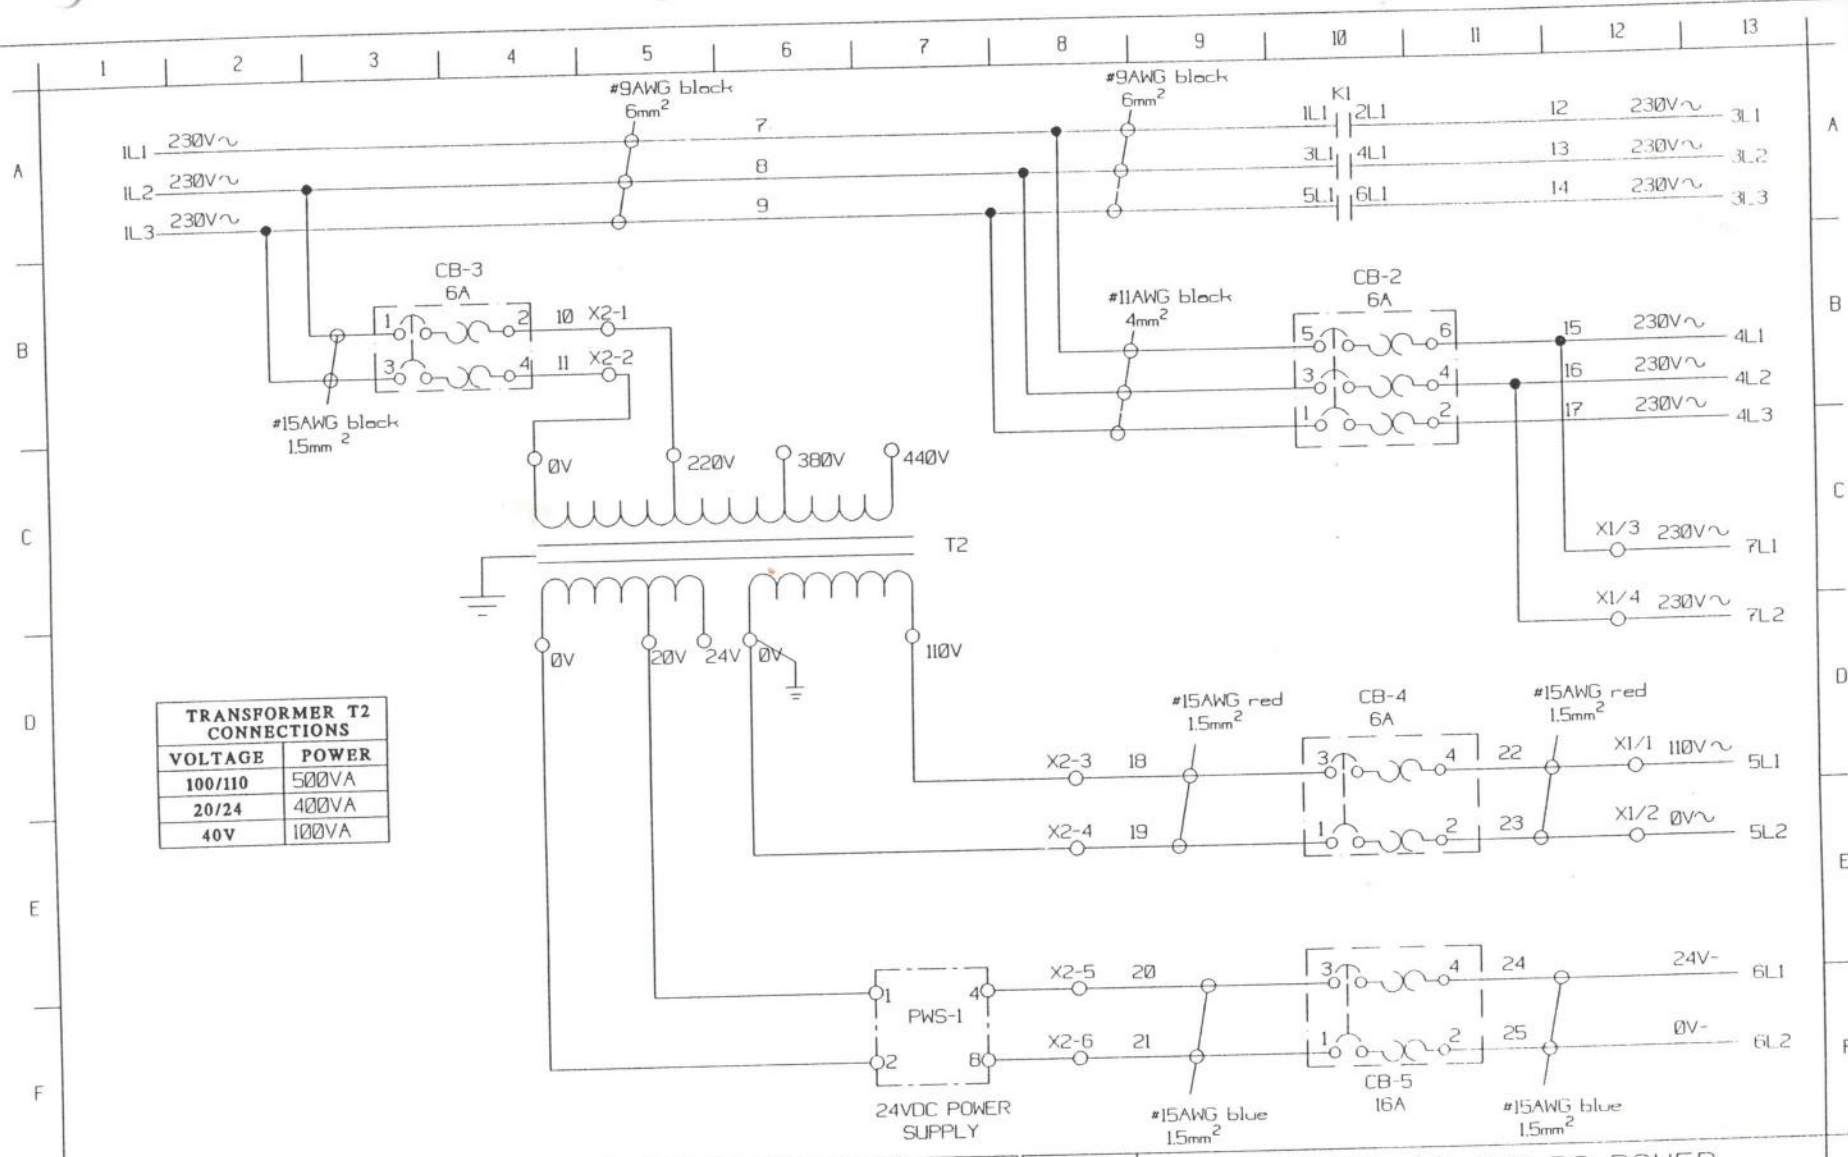 1 2 3 4 5 6 7 8 9 10 11 12 13
#9AWG black
6mm²
#9AWG black
6mm²
K1
1L1 230V~ 7 1L1 2L1 12 230V~ 3L1
A A
1L2 230V~ 8 3L1 4L1 13 230V~ 3L2
1L3 230V~ 9 5L1 6L1 14 230V~ 3L3
CB-3
6A
1 2 10 X2-1
3 4 11 X2-2
#15AWG black
1.5mm²
#11AWG black
4mm²
CB-2
6A
B B
5 6 15 230V~ 4L1
3 4 16 230V~ 4L2
1 2 17 230V~ 4L3
0V 220V 380V 440V
C C
T2
X1/3 230V~ 7L1
X1/4 230V~ 7L2
0V 20V 24V 0V 110V
D D
TRANSFORMER T2
CONNECTIONS
VOLTAGE POWER
100/110 500VA
20/24 400VA
40V 100VA
#15AWG red
1.5mm²
CB-4
6A
#15AWG red
1.5mm²
X2-3 18 3 4 22 X1/1 110V~ 5L1
X2-4 19 1 2 23 X1/2 0V~ 5L2
E E
1 4 X2-5 20 3 4 24 24V- 6L1
PWS-1
2 8 X2-6 21 1 2 25 0V- 6L2
F F
24VDC POWER
SUPPLY
#15AWG blue
1.5mm²
CB-5
16A
#15AWG blue
1.5mm²
POWER